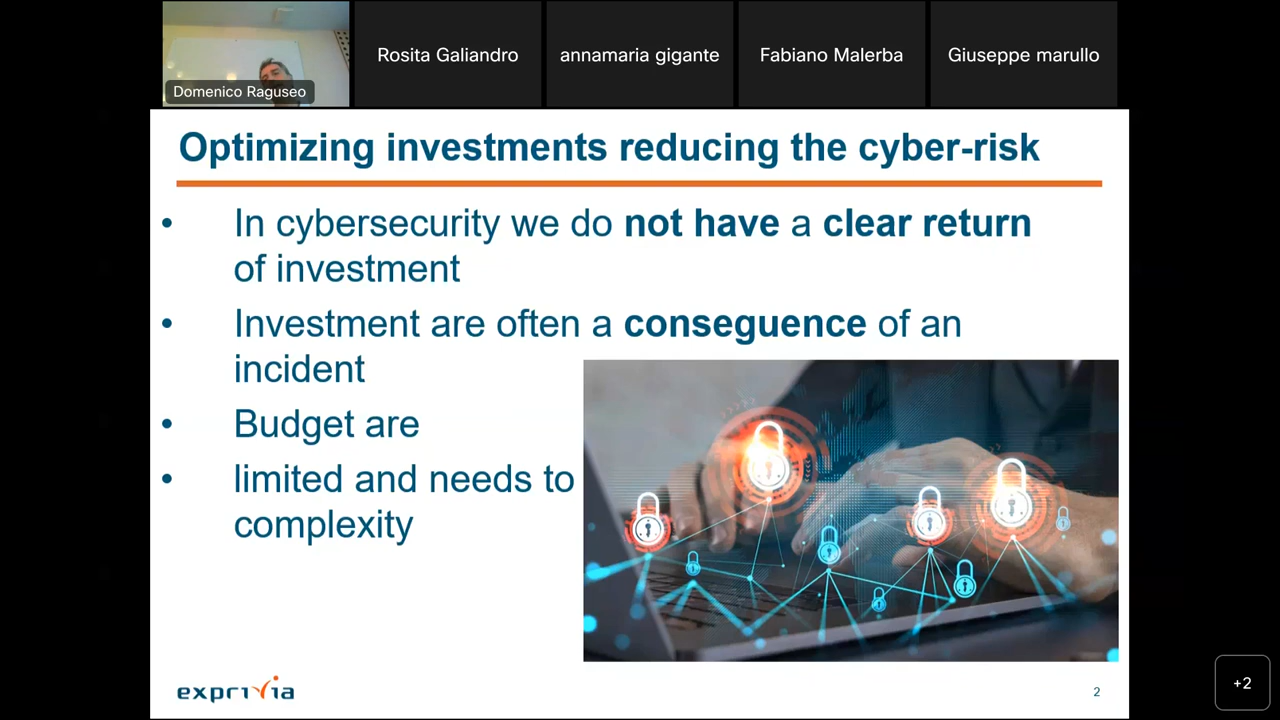 Domenico Raguseo
Rosita Galiandro
annamaria gigante
Fabiano Malerba
Giuseppe marullo
Optimizing investments reducing the cyber-risk
• In cybersecurity we do not have a clear return
of investment
• Investment are often a conseguence of an
incident
• Budget are
• limited and needs to
complexity
exprivia
2
+2